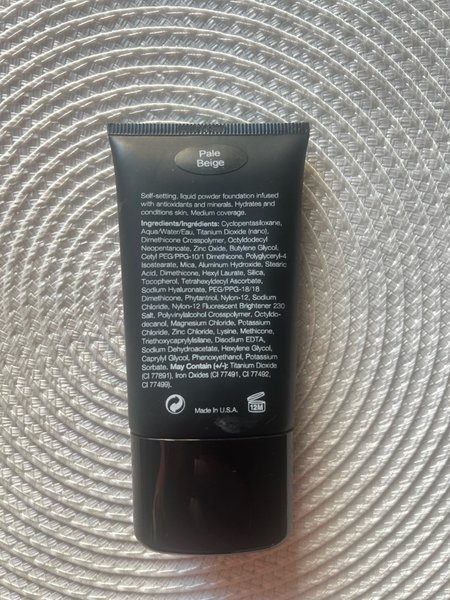 Pale
Beige
Self-setting, liquid powder foundation infused
with antioxidants and minerals. Hydrates and
conditions skin. Medium coverage.
Ingredients/Ingrédients: Cyclopentasiloxane,
Aqua/Water/Eau, Titanium Dioxide (nano),
Dimethicone Crosspolymer, Octyldodecyl
Neopentanoate, Zinc Oxide, Butylene Glycol,
Cetyl PEG/PPG-10/1 Dimethicone, Polyglyceryl-4
Isostearate, Mica, Aluminum Hydroxide, Stearic
Acid, Dimethicone, Hexyl Laurate, Silica,
Tocopherol, Tetrahexyldecyl Ascorbate,
Sodium Hyaluronate, PEG/PPG-18/18
Dimethicone, Phytantriol, Nylon-12, Sodium
Chloride, Nylon-12 Fluorescent Brightener 230
Salt, Polyvinylalcohol Crosspolymer, Octyldo-
decanol, Magnesium Chloride, Potassium
Chloride, Zinc Chloride, Lysine, Methicone,
Triethoxycaprylylsilane, Disodium EDTA,
Sodium Dehydroacetate, Hexylene Glycol,
Caprylyl Glycol, Phenoxyethanol, Potassium
Sorbate. May Contain (+/-): Titanium Dioxide
(CI 77891), Iron Oxides (CI 77491, CI 77492,
CI 77499).
Made In U.S.A.
12M